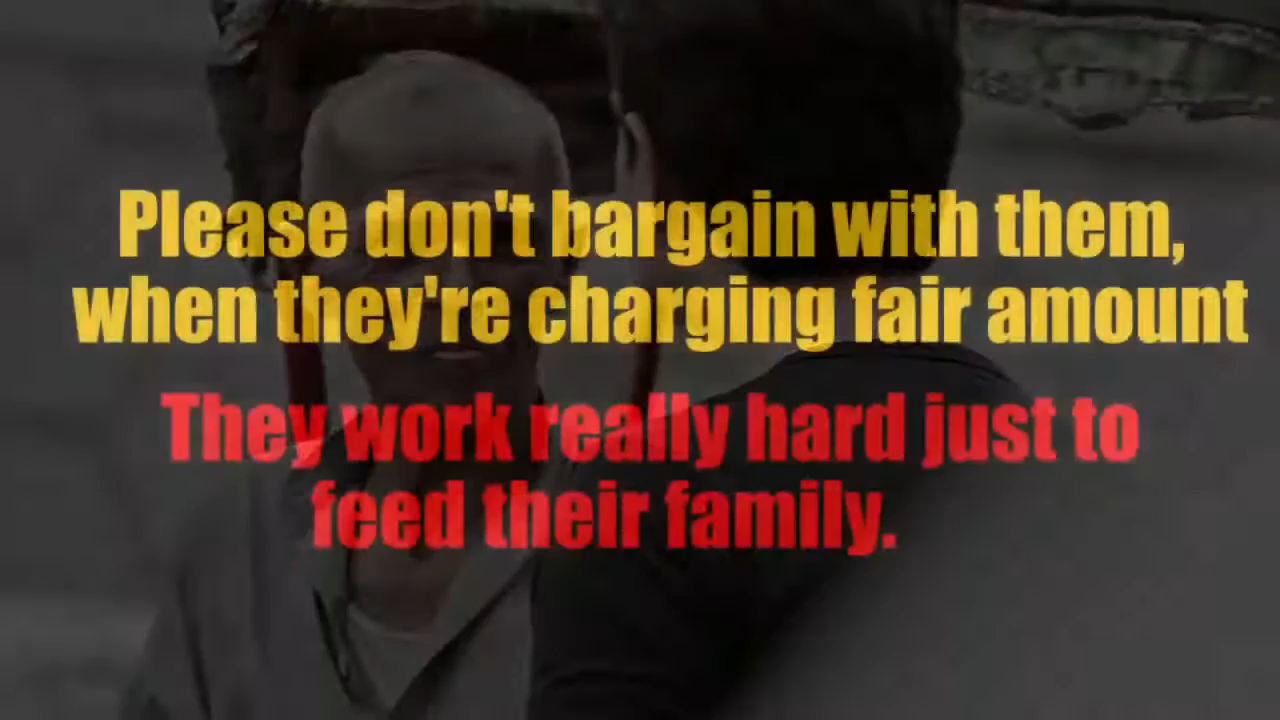 Please don't bargain with them,
when they're charging fair amount
They work really hard just to
feed their family.